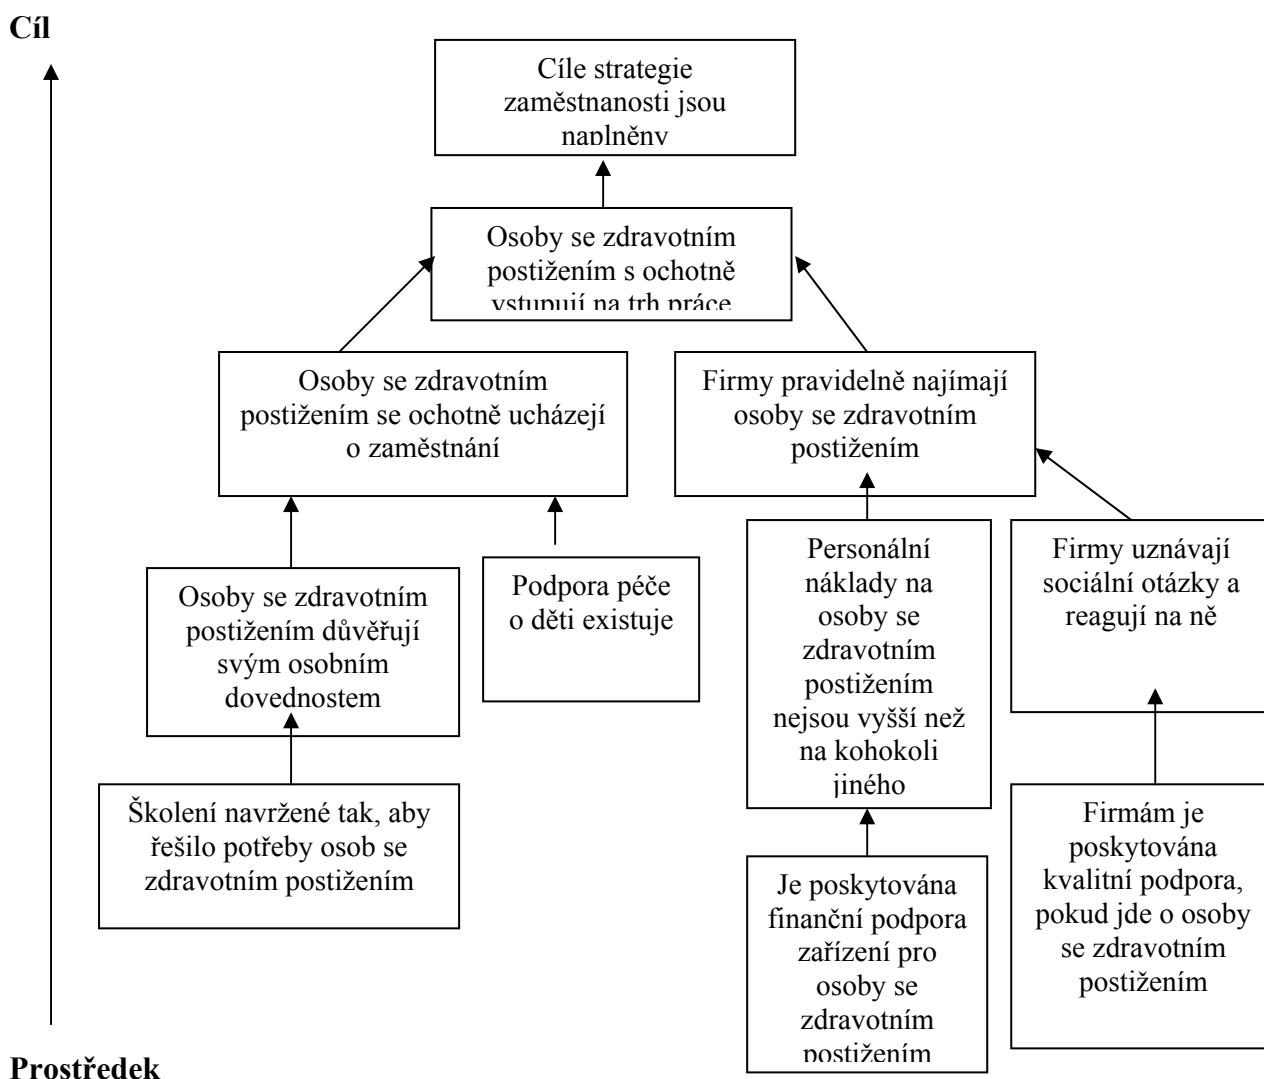 Cíl
Cíle strategie
zaměstnanosti jsou
naplněny
Osoby se zdravotním
postižením s ochotně
vstupují na trh práce
Osoby se zdravotním
postižením se ochotně ucházejí
o zaměstnání
Firmy pravidelně najímají
osoby se zdravotním
postižením
Osoby se zdravotním
postižením důvěřují
svým osobním
dovednostem
Podpora péče
o děti existuje
Personální
náklady na
osoby se
zdravotním
postižením
nejsou vyšší než
na kohokoli
jiného
Firmy uznávají
sociální otázky a
reagují na ně
Školení navržené tak, aby
řešilo potřeby osob se
zdravotním postižením
Je poskytována
finanční podpora
zařízení pro
osoby se
zdravotním
postižením
Firmám je
poskytována
kvalitní podpora,
pokud jde o osoby
se zdravotním
postižením
Prostředek